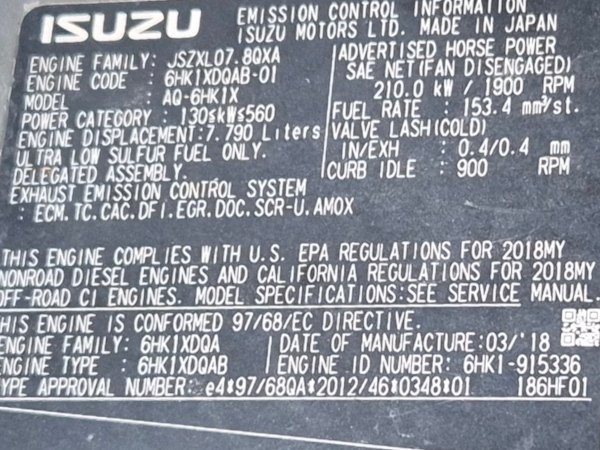 ISUZU
EMISSION CONTROL INFORMATION
ISUZU MOTORS LTD. MADE IN JAPAN
ENGINE FAMILY: JSZXL07.8QXA
ENGINE CODE : 6HK1XDQAB-01
MODEL : AQ-6HK1X
POWER CATEGORY : 130≤kW≤560
ENGINE DISPLACEMENT:7.790 Liters
ULTRA LOW SULFUR FUEL ONLY.
DELEGATED ASSEMBLY.
EXHAUST EMISSION CONTROL SYSTEM
: ECM.TC.CAC.DFI.EGR.DOC.SCR-U.AMOX
ADVERTISED HORSE POWER
SAE NET(FAN DISENGAGED)
210.0 kW / 1900 RPM
FUEL RATE : 153.4 mm³/st.
VALVE LASH(COLD)
IN/EXH : 0.4/0.4 mm
CURB IDLE : 900 RPM
THIS ENGINE COMPLIES WITH U.S. EPA REGULATIONS FOR 2018MY
NONROAD DIESEL ENGINES AND CALIFORNIA REGULATIONS FOR 2018MY
OFF-ROAD CI ENGINES. MODEL SPECIFICATIONS:SEE SERVICE MANUAL.
THIS ENGINE IS CONFORMED 97/68/EC DIRECTIVE.
ENGINE FAMILY: 6HK1XDQA
DATE OF MANUFACTURE:03/'18
ENGINE TYPE : 6HK1XDQAB
ENGINE ID NUMBER: 6HK1-915336
TYPE APPROVAL NUMBER: e4*97/68QA*2012/46*0348*01
186HF01